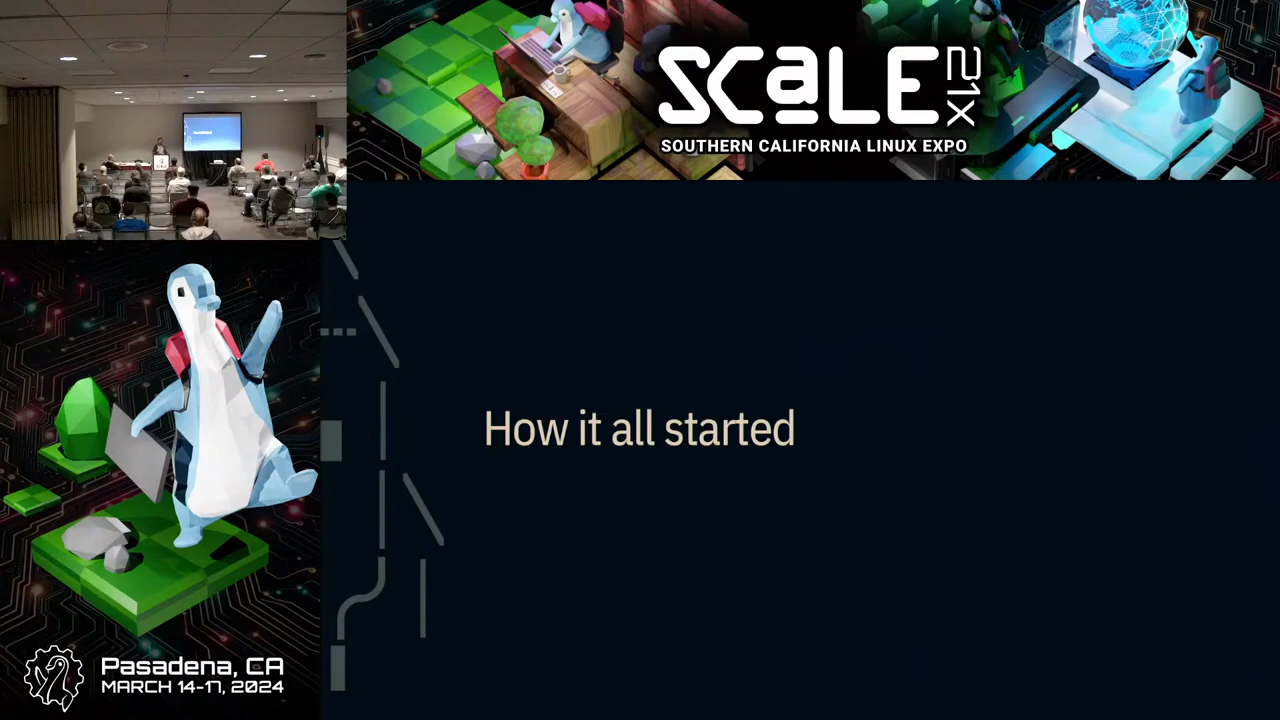 SCaLE
21X
SOUTHERN CALIFORNIA LINUX EXPO
How it all started
Pasadena, CA
MARCH 14-17, 2024